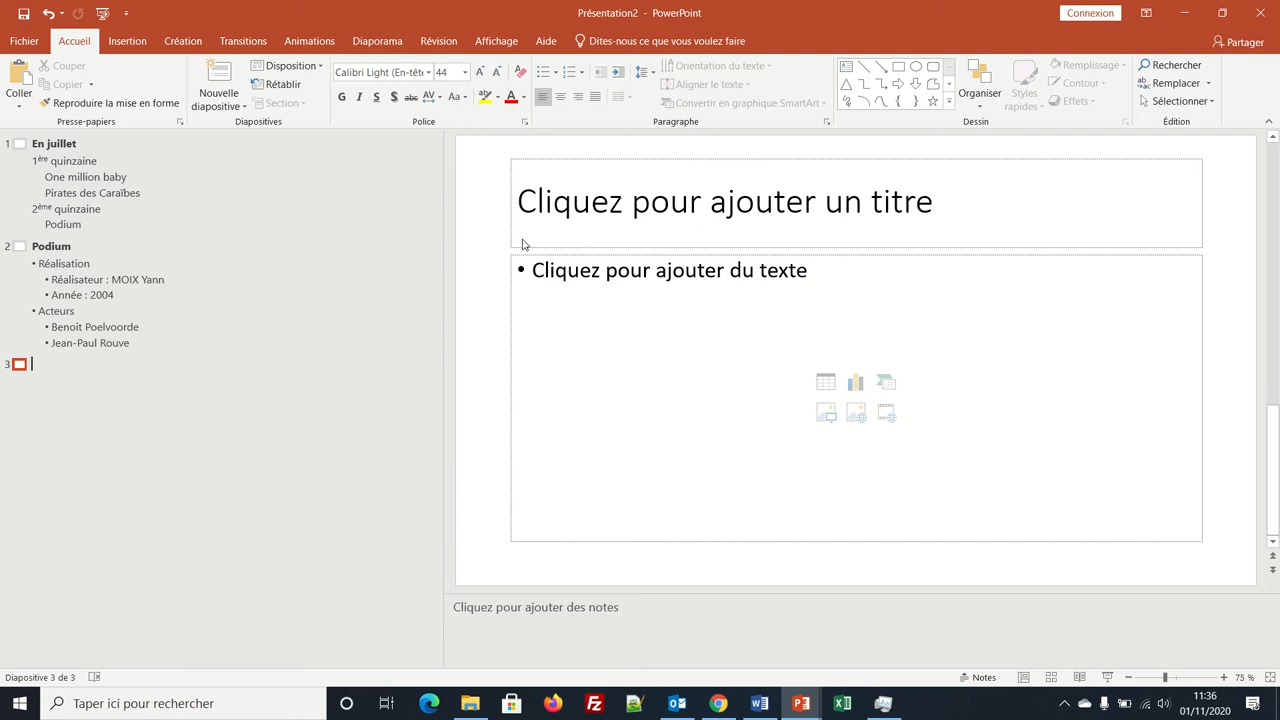 Présentation2 - PowerPoint
Connexion
Fichier Accueil Insertion Création Transitions Animations Diaporama Révision Affichage Aide Dites-nous ce que vous voulez faire Partager
Coller
Couper
Copier
Reproduire la mise en forme
Presse-papiers
Nouvelle diapositive
Disposition
Rétablir
Section
Diapositives
Calibri Light (En-tête 44
G I S S abc AV Aa A
Police
Orientation du texte
Aligner le texte
Convertir en graphique SmartArt
Paragraphe
Organiser
Styles rapides
Remplissage
Contour
Effets
Dessin
Rechercher
Remplacer
Sélectionner
Édition
1 En juillet
1ère quinzaine
One million baby
Pirates des Caraïbes
2ème quinzaine
Podium
2 Podium
• Réalisation
• Réalisateur : MOIX Yann
• Année : 2004
• Acteurs
• Benoit Poelvoorde
• Jean-Paul Rouve
3
Cliquez pour ajouter un titre
• Cliquez pour ajouter du texte
Cliquez pour ajouter des notes
Diapositive 3 de 3
Notes
75 %
Taper ici pour rechercher
11:36
01/11/2020